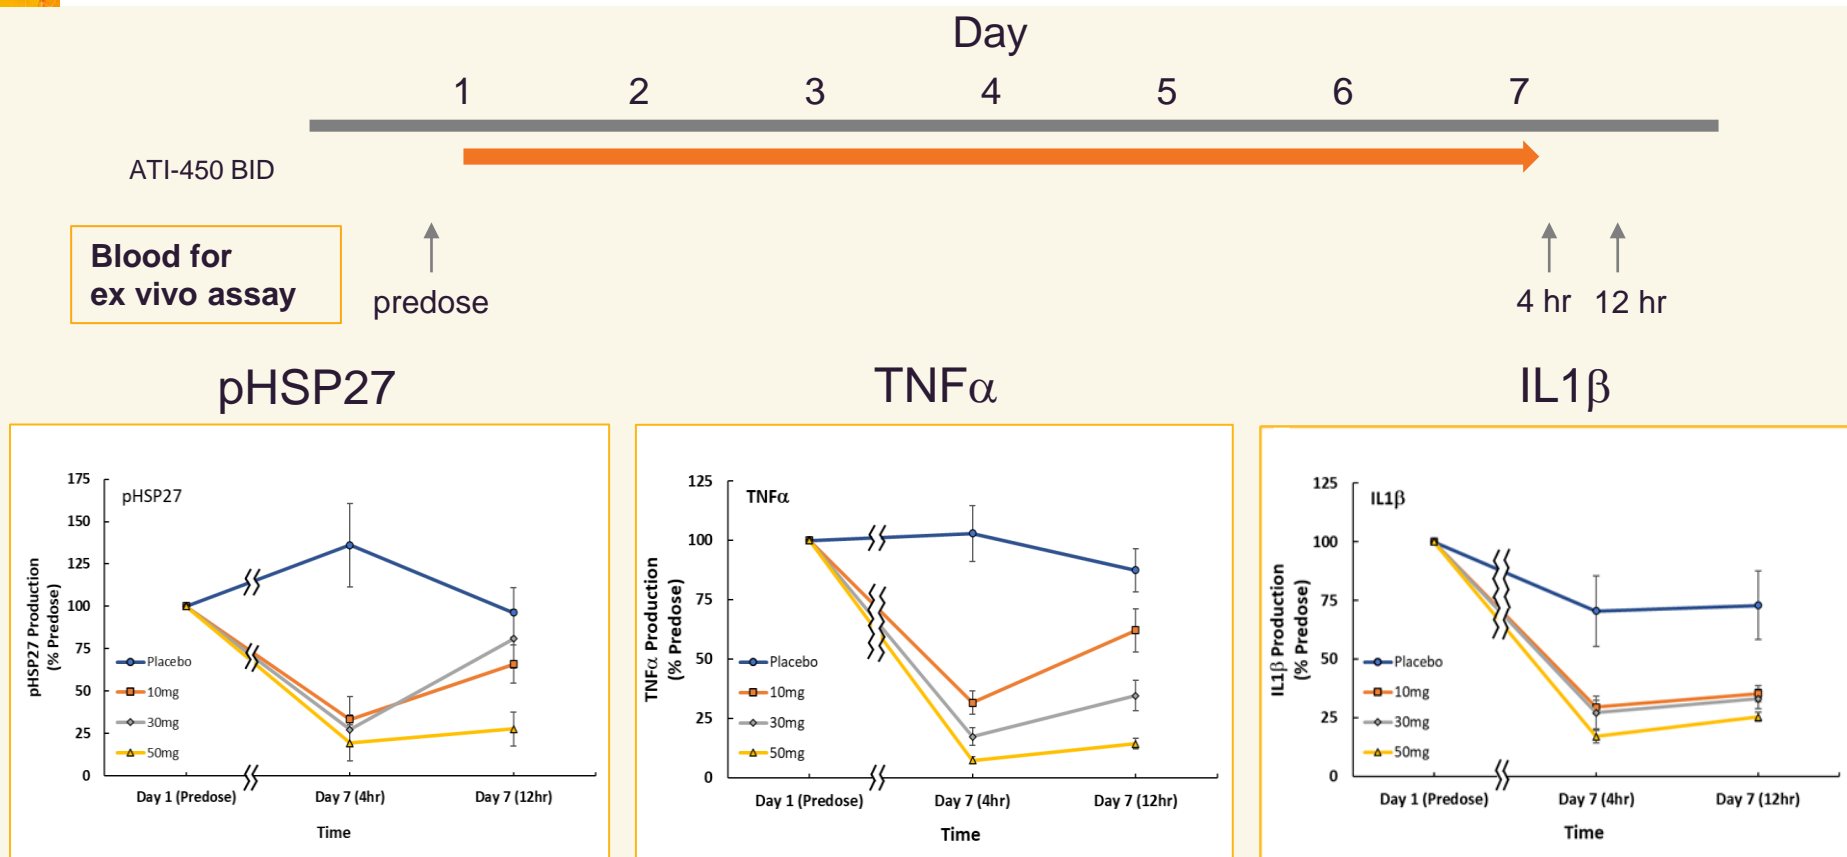 Day
1 2 3 4 5 6 7
ATI-450 BID
Blood for
ex vivo assay
predose
4 hr 12 hr
pHSP27
TNFα
IL1β
pHSP27 Production
(% Predose)
175
150
125
100
75
50
25
0
pHSP27
Placebo
10mg
30mg
50mg
Day 1 (Predose) Day 7 (4hr) Day 7 (12hr)
Time
TNFα Production
(% Predose)
125
100
75
50
25
0
TNFα
Placebo
10mg
30mg
50mg
Day 1 (Predose) Day 7 (4hr) Day 7 (12hr)
Time
IL1β Production
(% Predose)
125
100
75
50
25
0
IL1β
Placebo
10mg
30mg
50mg
Day 1 (Predose) Day 7 (4hr) Day 7 (12hr)
Time